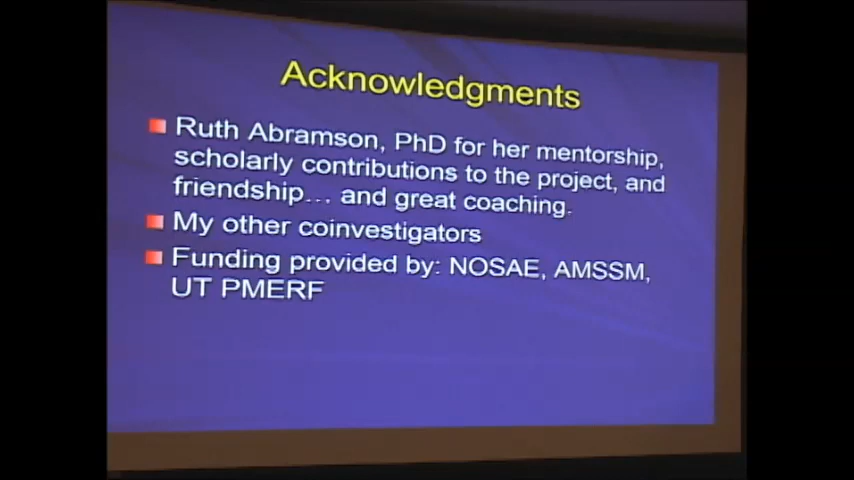 Acknowledgments
Ruth Abramson, PhD for her mentorship,
scholarly contributions to the project, and
friendship... and great coaching.
My other coinvestigators
Funding provided by: NOSAE, AMSSM,
UT PMERF